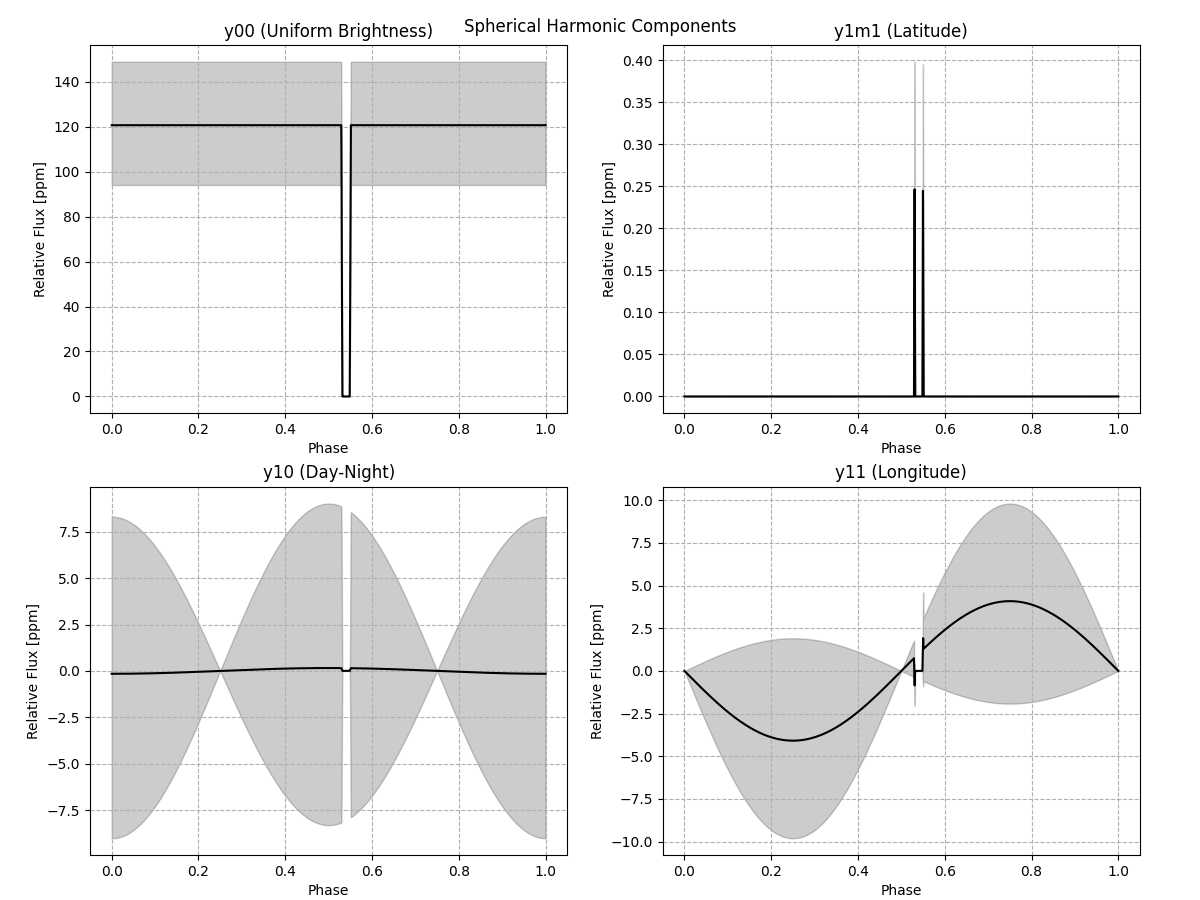 Spherical Harmonic Components
y00 (Uniform Brightness)
Relative Flux [ppm]
140
120
100
80
60
40
20
0
0.0 0.2 0.4 0.6 0.8 1.0
Phase
y1m1 (Latitude)
Relative Flux [ppm]
0.40
0.35
0.30
0.25
0.20
0.15
0.10
0.05
0.00
0.0 0.2 0.4 0.6 0.8 1.0
Phase
y10 (Day-Night)
Relative Flux [ppm]
7.5
5.0
2.5
0.0
−2.5
−5.0
−7.5
0.0 0.2 0.4 0.6 0.8 1.0
Phase
y11 (Longitude)
Relative Flux [ppm]
10.0
7.5
5.0
2.5
0.0
−2.5
−5.0
−7.5
−10.0
0.0 0.2 0.4 0.6 0.8 1.0
Phase